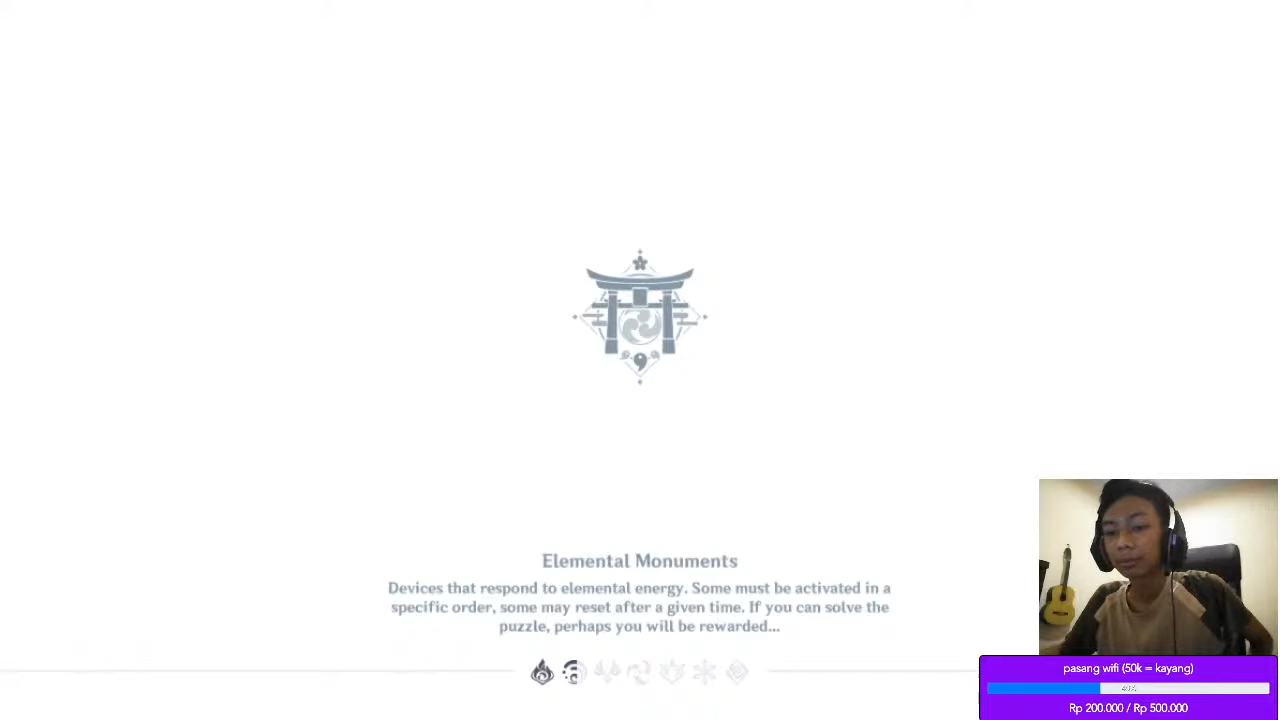 Elemental Monuments
Devices that respond to elemental energy. Some must be activated in a
specific order, some may reset after a given time. If you can solve the
puzzle, perhaps you will be rewarded...
pasang wifi (50k = kayang)
40%
Rp 200.000 / Rp 500.000